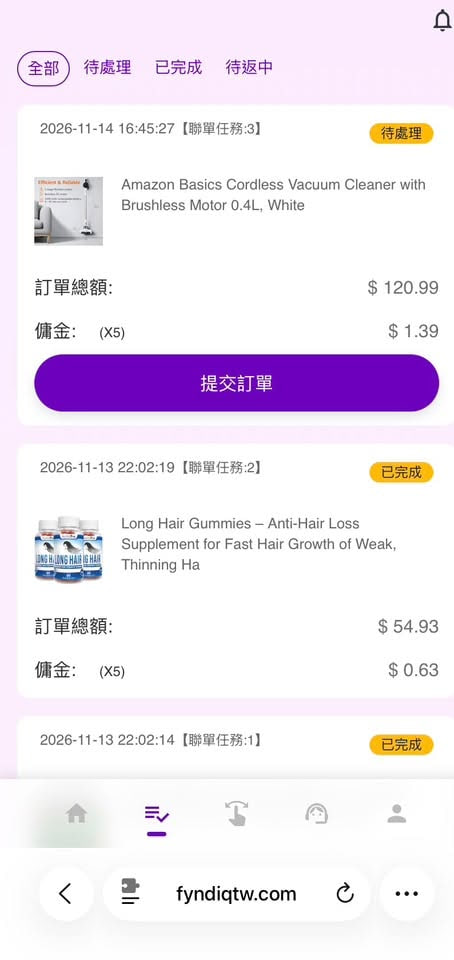 全部 待處理 已完成 待返中
2026-11-14 16:45:27【聯單任務:3】 待處理
Efficient & Reliable
Amazon Basics Cordless Vacuum Cleaner with
Brushless Motor 0.4L, White
訂單總額: $ 120.99
傭金: (X5) $ 1.39
提交訂單
2026-11-13 22:02:19【聯單任務:2】 已完成
LONG HAIR
Long Hair Gummies – Anti-Hair Loss
Supplement for Fast Hair Growth of Weak,
Thinning Ha
訂單總額: $ 54.93
傭金: (X5) $ 0.63
2026-11-13 22:02:14【聯單任務:1】 已完成
fyndiqtw.com